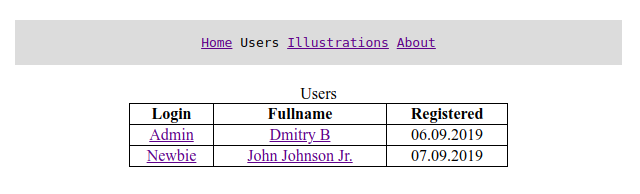 Home Users Illustrations About
Users
Login Fullname Registered
Admin Dmitry B 06.09.2019
Newbie John Johnson Jr. 07.09.2019